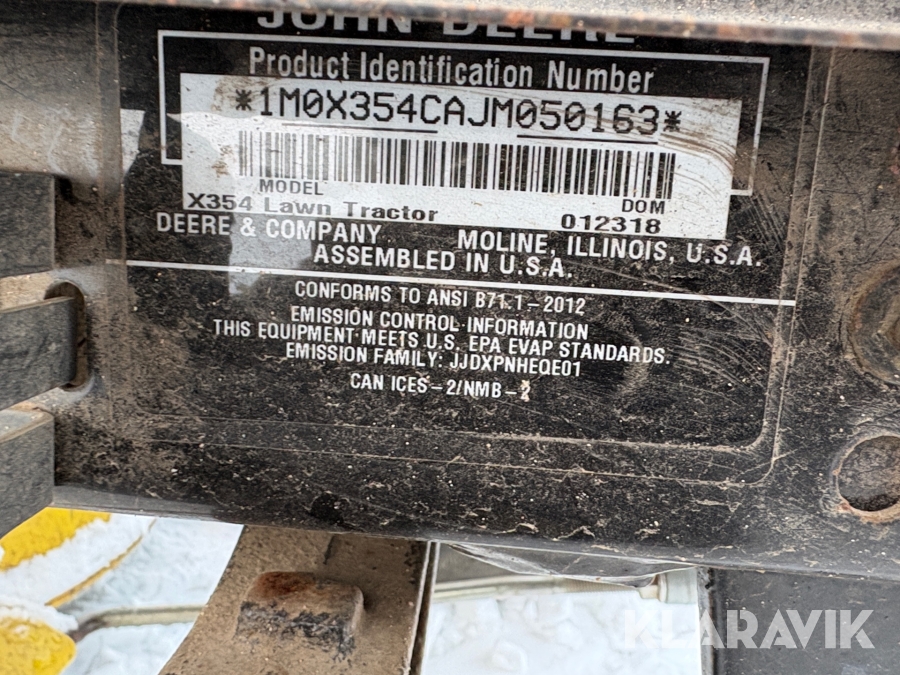 JOHN DEERE
Product Identification Number
*1M0X354CAJM050163*
MODEL DOM
X354 Lawn Tractor 012318
DEERE & COMPANY MOLINE, ILLINOIS, U.S.A.
ASSEMBLED IN U.S.A.
CONFORMS TO ANSI B71.1-2012
EMISSION CONTROL INFORMATION
THIS EQUIPMENT MEETS U.S. EPA EVAP STANDARDS.
EMISSION FAMILY: JJDXPNHEQE01
CAN ICES-2/NMB-2
KLARAVIK